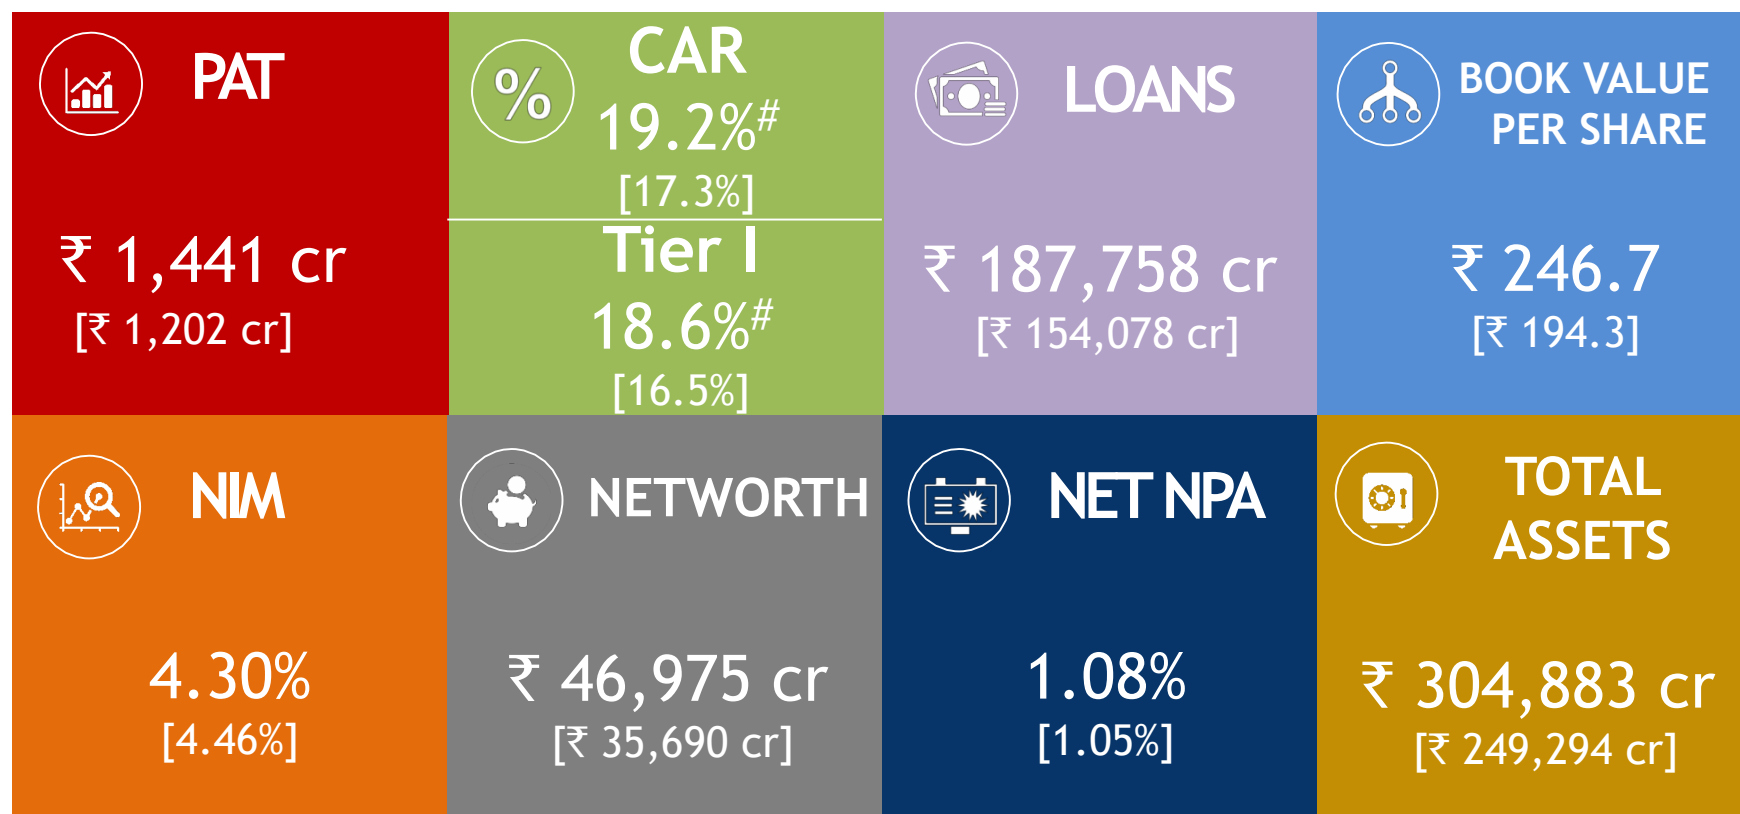 PAT
₹ 1,441 cr
[₹ 1,202 cr]
%
CAR
19.2%#
[17.3%]
Tier I
18.6%#
[16.5%]
LOANS
₹ 187,758 cr
[₹ 154,078 cr]
BOOK VALUE
PER SHARE
₹ 246.7
[₹ 194.3]
NIM
4.30%
[4.46%]
NETWORTH
₹ 46,975 cr
[₹ 35,690 cr]
NET NPA
1.08%
[1.05%]
TOTAL
ASSETS
₹ 304,883 cr
[₹ 249,294 cr]